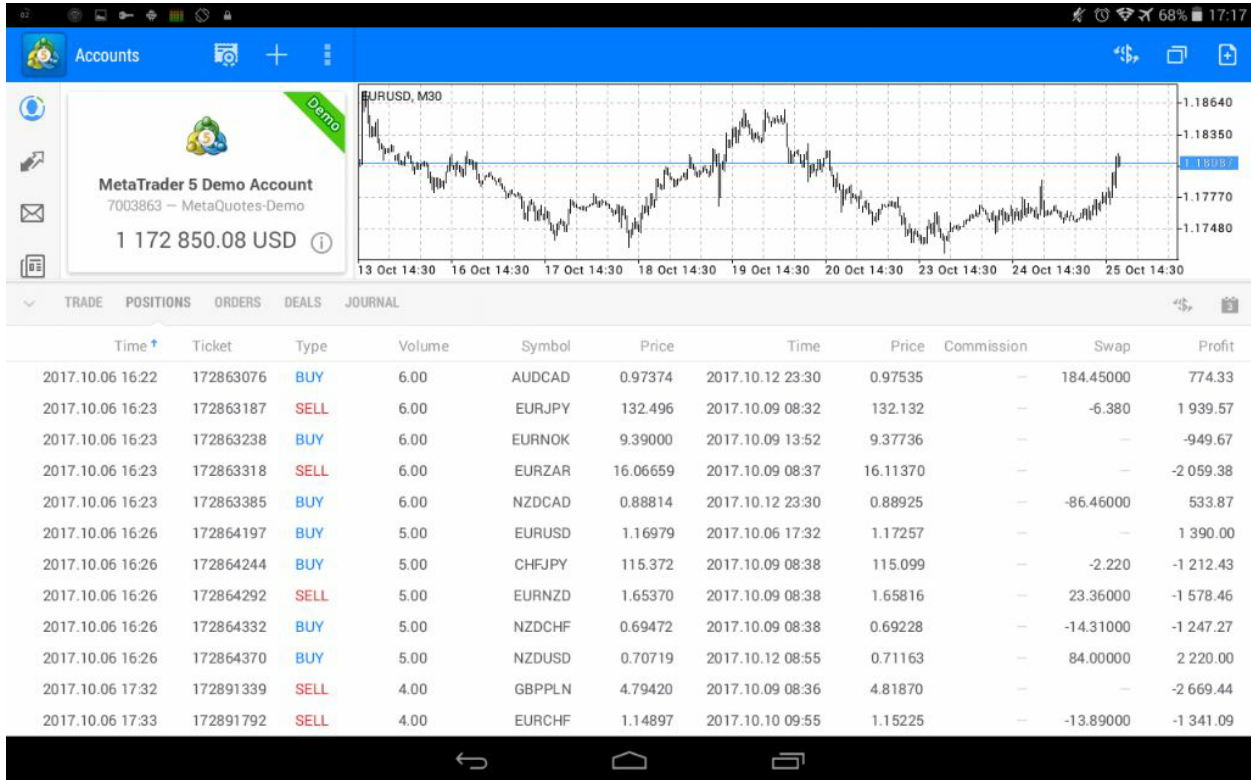 02 68% 17:17
Accounts
Demo
MetaTrader 5 Demo Account
7003863 — MetaQuotes-Demo
1 172 850.08 USD
EURUSD, M30
1.18640
1.18350
1.18087
1.17770
1.17480
13 Oct 14:30 16 Oct 14:30 17 Oct 14:30 18 Oct 14:30 19 Oct 14:30 20 Oct 14:30 23 Oct 14:30 24 Oct 14:30 25 Oct 14:30
TRADE POSITIONS ORDERS DEALS JOURNAL
Time Ticket Type Volume Symbol Price Time Price Commission Swap Profit
2017.10.06 16:22 172863076 BUY 6.00 AUDCAD 0.97374 2017.10.12 23:30 0.97535 — 184.45000 774.33
2017.10.06 16:23 172863187 SELL 6.00 EURJPY 132.496 2017.10.09 08:32 132.132 — -6.380 1 939.57
2017.10.06 16:23 172863238 BUY 6.00 EURNOK 9.39000 2017.10.09 13:52 9.37736 — — -949.67
2017.10.06 16:23 172863318 SELL 6.00 EURZAR 16.06659 2017.10.09 08:37 16.11370 — — -2 059.38
2017.10.06 16:23 172863385 BUY 6.00 NZDCAD 0.88814 2017.10.12 23:30 0.88925 — -86.46000 533.87
2017.10.06 16:26 172864197 BUY 5.00 EURUSD 1.16979 2017.10.06 17:32 1.17257 — — 1 390.00
2017.10.06 16:26 172864244 BUY 5.00 CHFJPY 115.372 2017.10.09 08:38 115.099 — -2.220 -1 212.43
2017.10.06 16:26 172864292 SELL 5.00 EURNZD 1.65370 2017.10.09 08:38 1.65816 — 23.36000 -1 578.46
2017.10.06 16:26 172864332 BUY 5.00 NZDCHF 0.69472 2017.10.09 08:38 0.69228 — -14.31000 -1 247.27
2017.10.06 16:26 172864370 BUY 5.00 NZDUSD 0.70719 2017.10.12 08:55 0.71163 — 84.00000 2 220.00
2017.10.06 17:32 172891339 SELL 4.00 GBPPLN 4.79420 2017.10.09 08:36 4.81870 — — -2 669.44
2017.10.06 17:33 172891792 SELL 4.00 EURCHF 1.14897 2017.10.10 09:55 1.15225 — -13.89000 -1 341.09